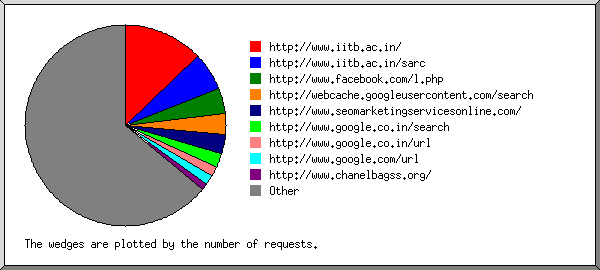 http://www.iitb.ac.in/
http://www.iitb.ac.in/sarc
http://www.facebook.com/l.php
http://webcache.googleusercontent.com/search
http://www.seomarketingservicesonline.com/
http://www.google.co.in/search
http://www.google.co.in/url
http://www.google.com/url
http://www.chanelbagss.org/
Other
The wedges are plotted by the number of requests.